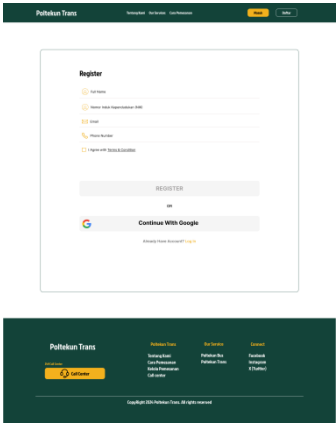 Poltekun Trans
Tentang Kami Our Services Cara Pemesanan
Masuk
Daftar
Register
Full Name
Nomor Induk Kependudukan (NIK)
Email
Phone Number
I Agree with Terms & Condition
REGISTER
OR
Continue With Google
Already Have Account? Log In
Poltekun Trans
Call Center
Poltekun Trans
Tentang Kami
Cara Pemesanan
Kelola Pemesanan
Call center
Our Service
Poltekun Bus
Poltekun Trans
Connect
Facebook
Instagram
X (Twitter)
CopyRight 2024 Poltekun Trans. All rights reserved